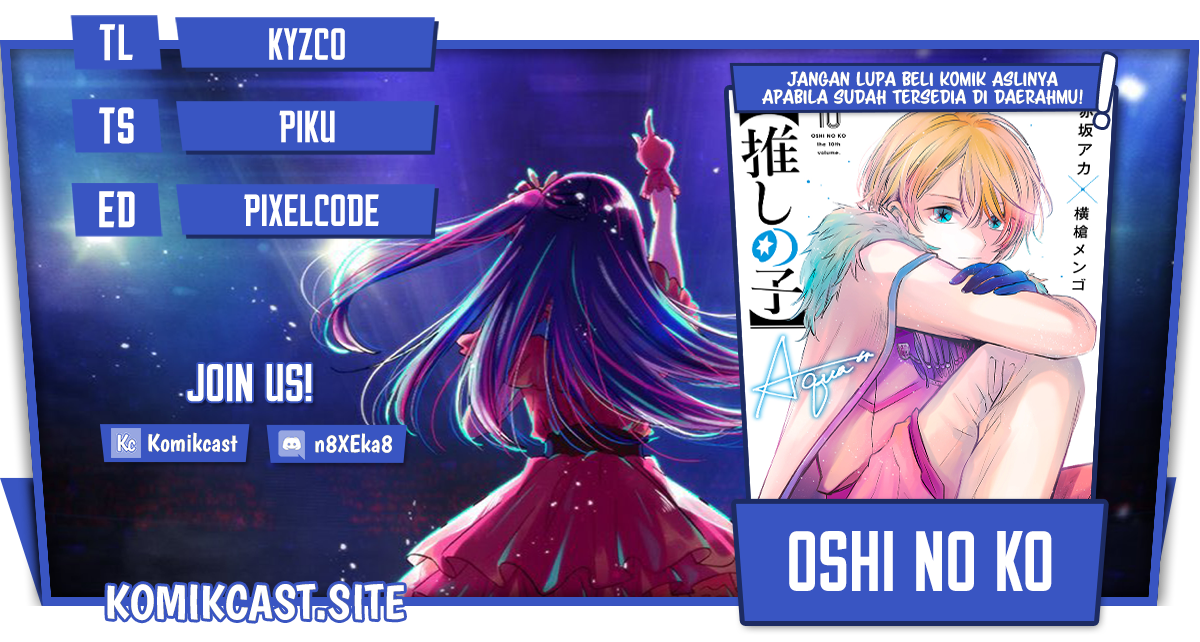 TL KYZCO
TS PIKU
ED PIXELCODE
JOIN US!
Kc Komikcast n8XEka8
KOMIKCAST.SITE
JANGAN LUPA BELI KOMIK ASLINYA
APABILA SUDAH TERSEDIA DI DAERAHMU!
10
OSHI NO KO
the 10th
volume.
【推しの子】
赤坂アカ×横槍メンゴ
Aqua
OSHI NO KO